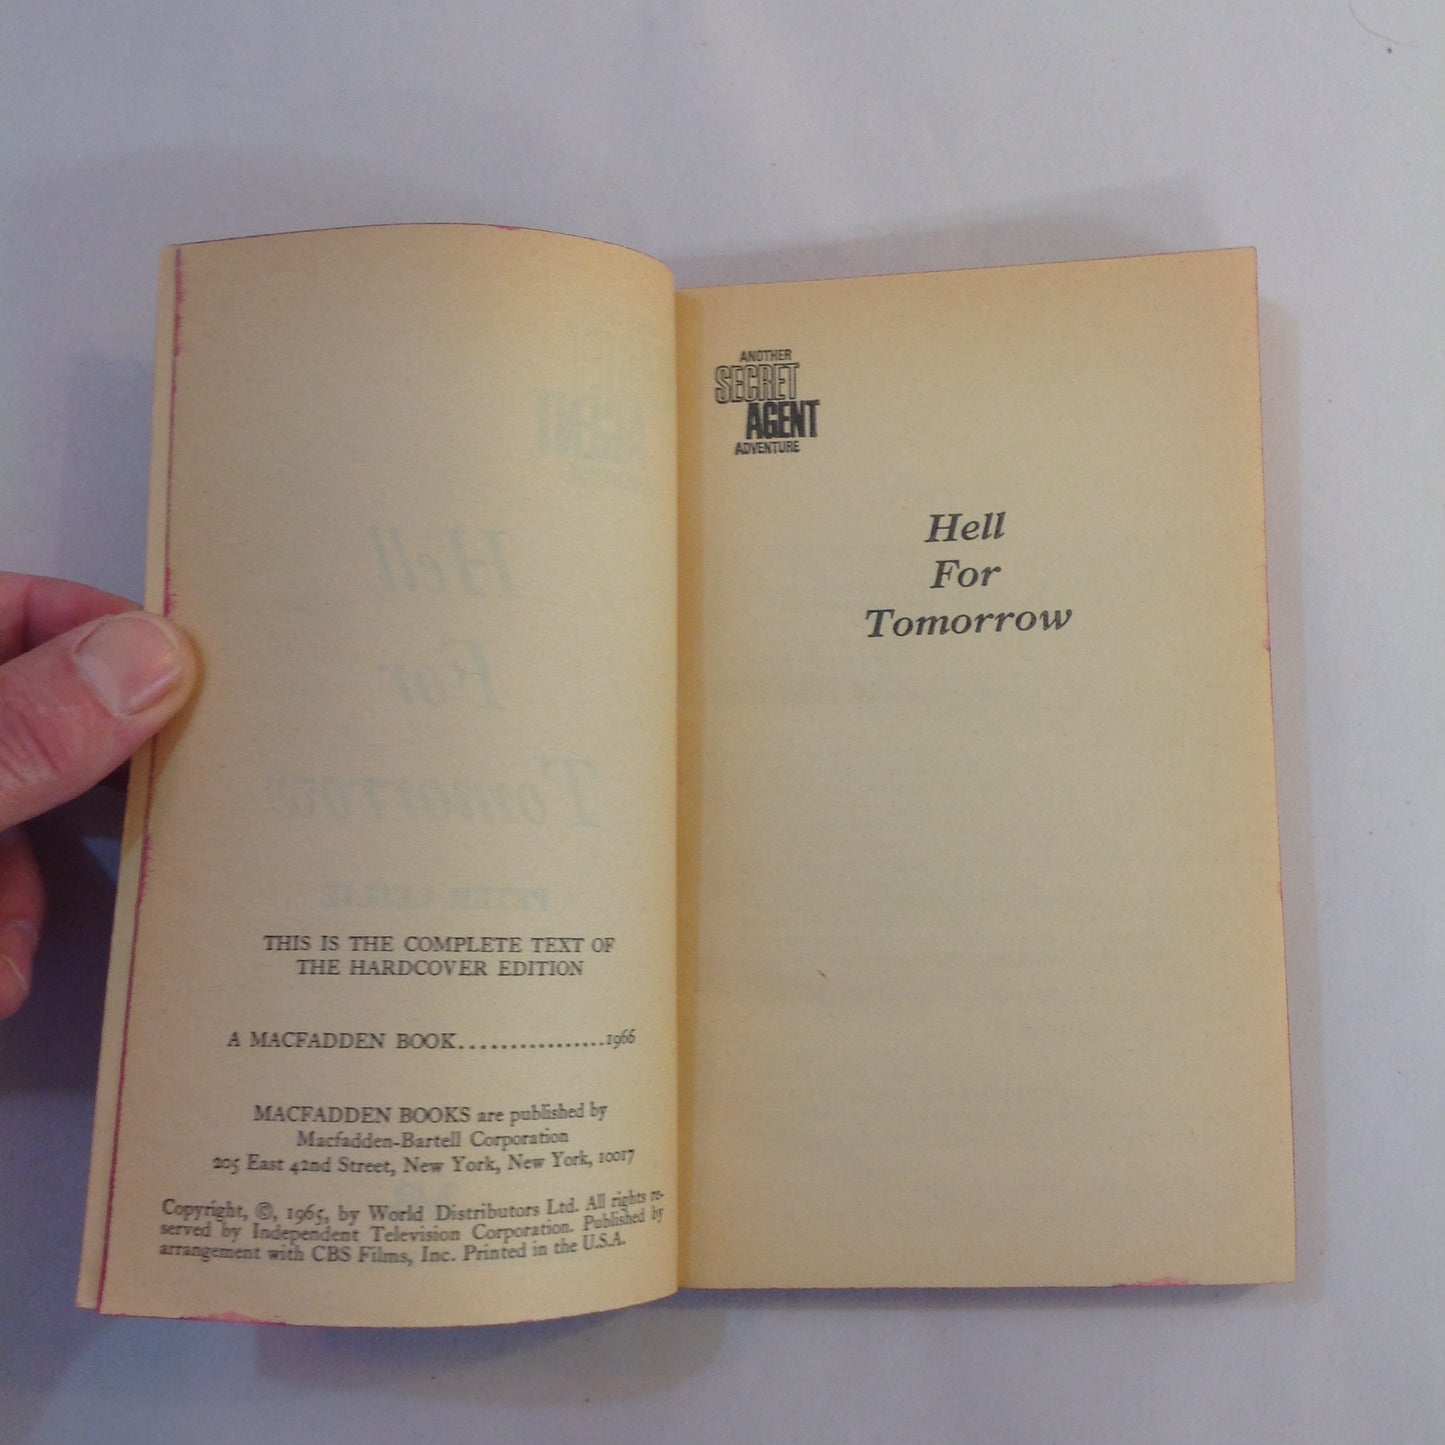 THIS IS THE COMPLETE TEXT OF
THE HARDCOVER EDITION
A MACFADDEN BOOK................1966
MACFADDEN BOOKS are published by
Macfadden-Bartell Corporation
205 East 42nd Street, New York, New York, 10017
Copyright, ©, 1965, by World Distributors Ltd. All rights re-
served by Independent Television Corporation. Published by
arrangement with CBS Films, Inc. Printed in the U.S.A.
ANOTHER
SECRET
AGENT
ADVENTURE
Hell
For
Tomorrow